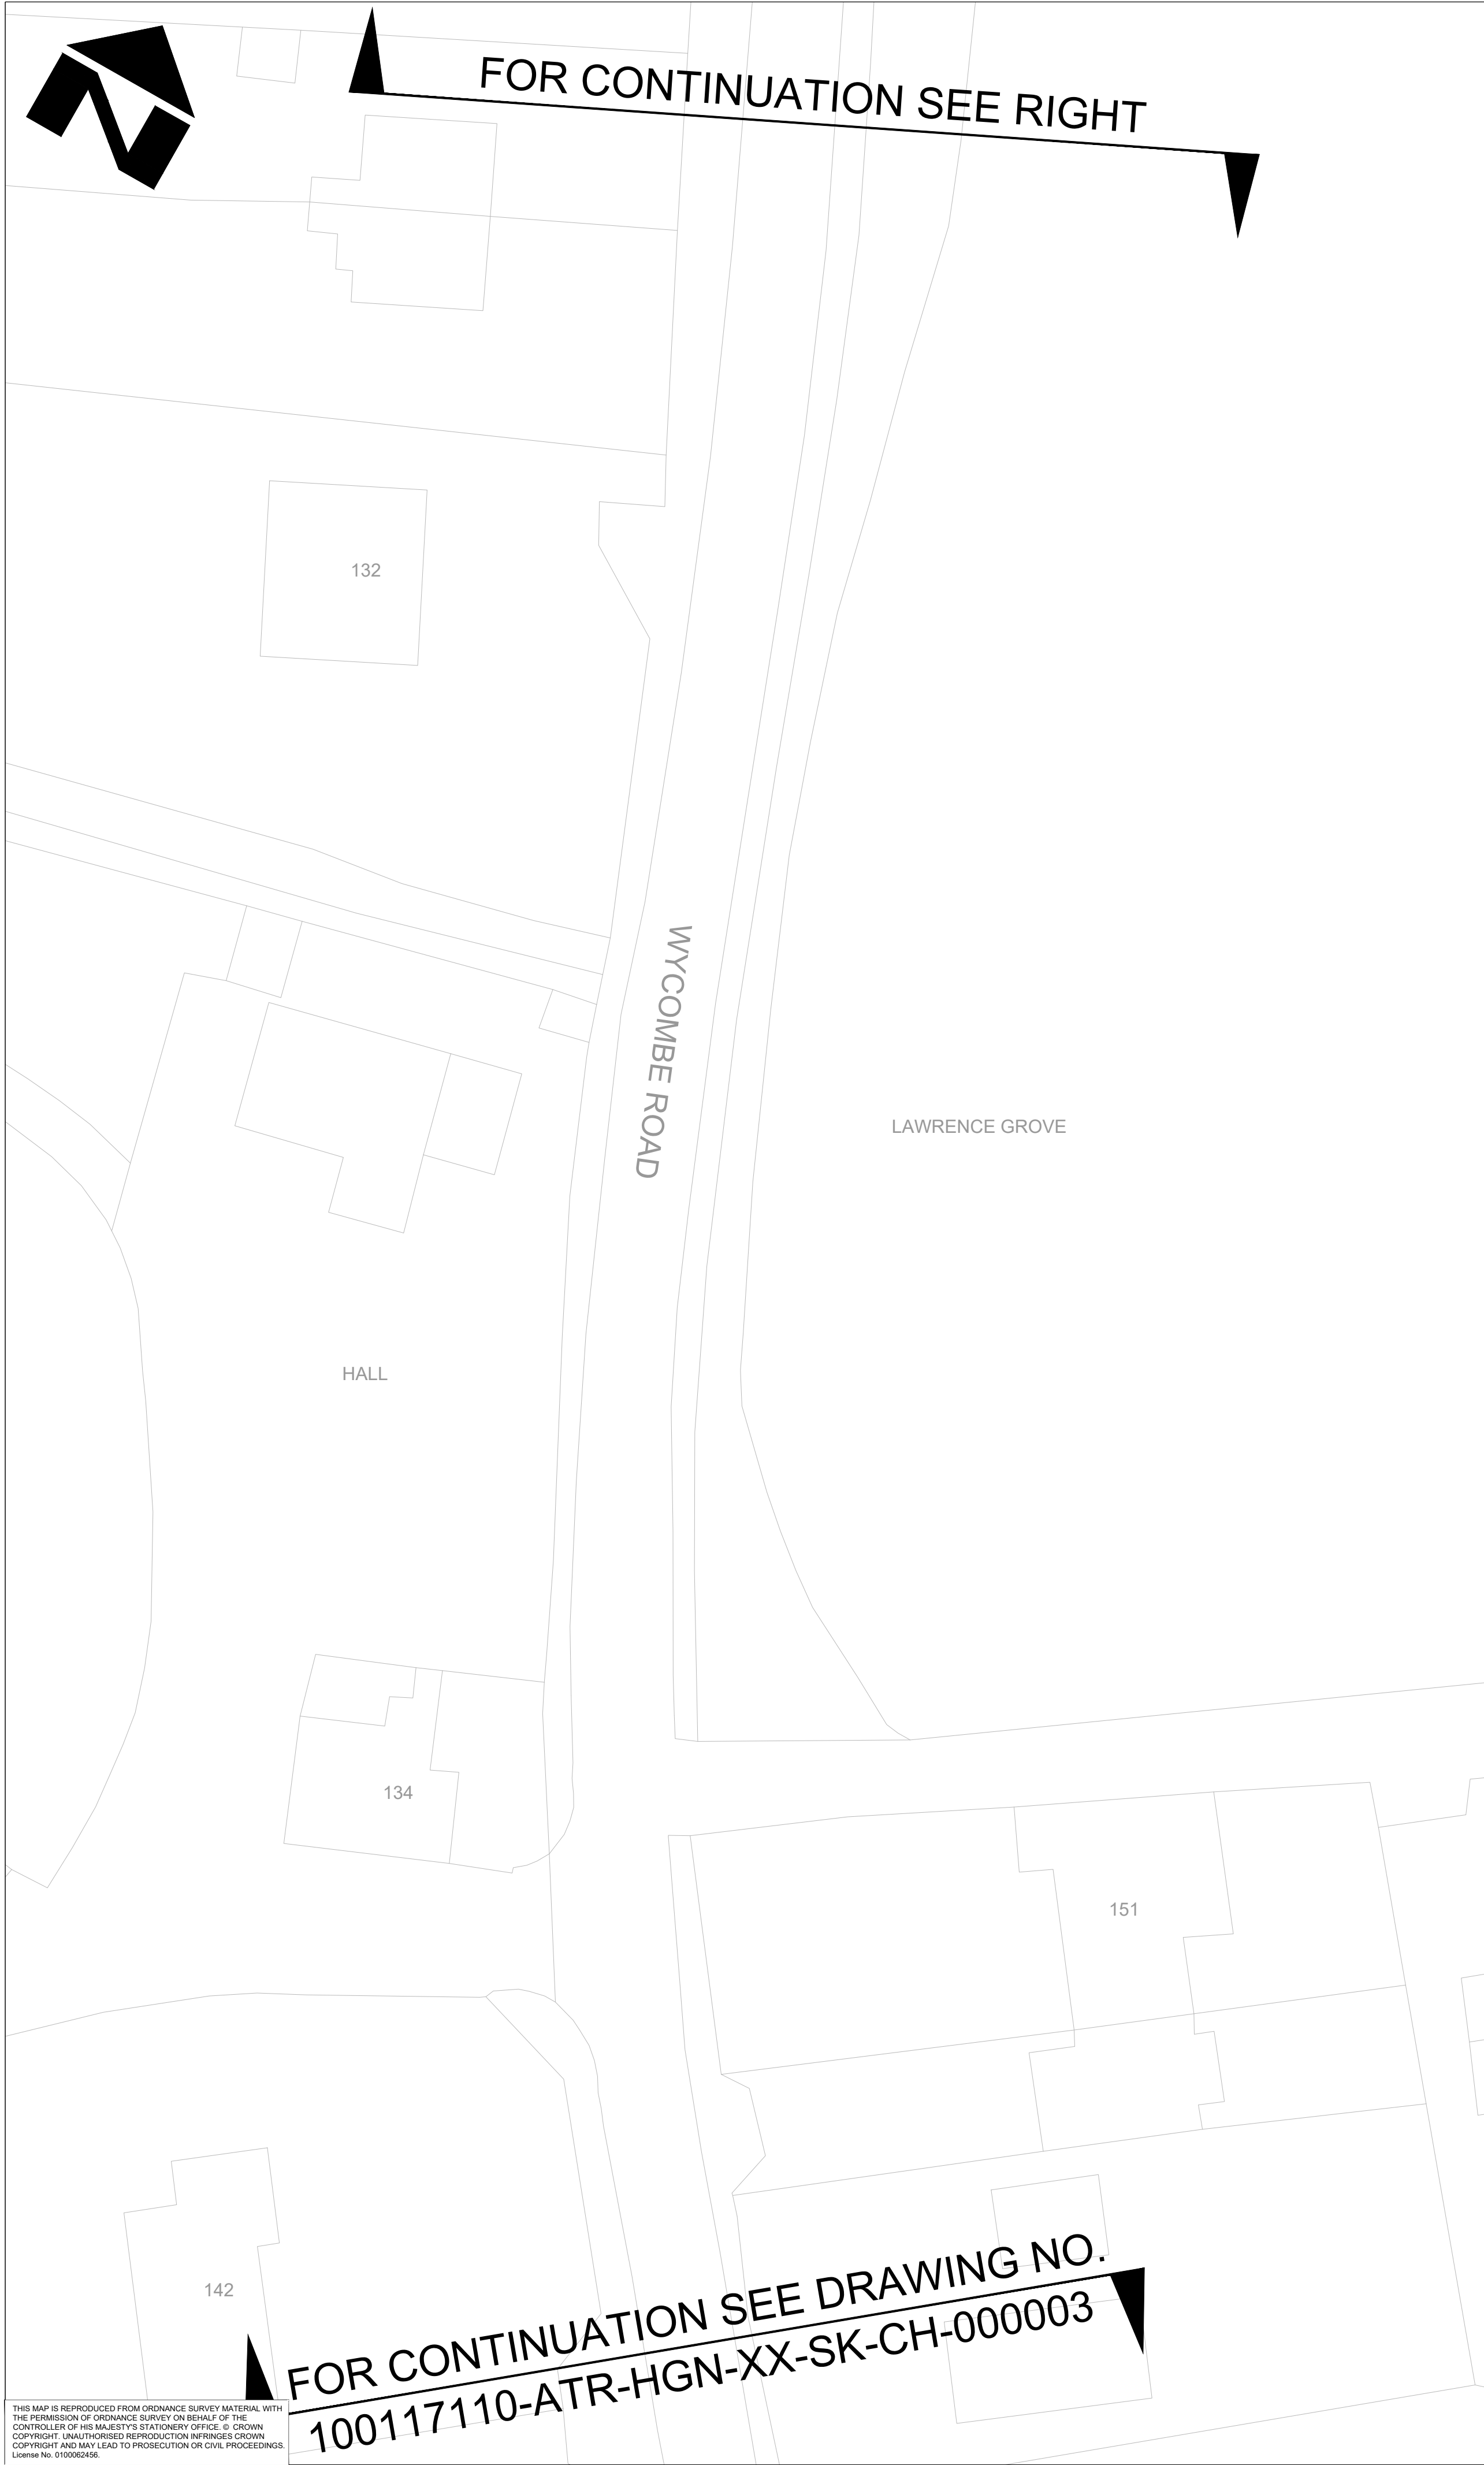 FOR CONTINUATION SEE RIGHT
132
WYCOMBE ROAD
LAWRENCE GROVE
HALL
134
151
142
FOR CONTINUATION SEE DRAWING NO.
100117110-ATR-HGN-XX-SK-CH-000003
THIS MAP IS REPRODUCED FROM ORDNANCE SURVEY MATERIAL WITH
THE PERMISSION OF ORDNANCE SURVEY ON BEHALF OF THE
CONTROLLER OF HIS MAJESTY'S STATIONERY OFFICE. © CROWN
COPYRIGHT. UNAUTHORISED REPRODUCTION INFRINGES CROWN
COPYRIGHT AND MAY LEAD TO PROSECUTION OR CIVIL PROCEEDINGS.
License No. 0100062456.